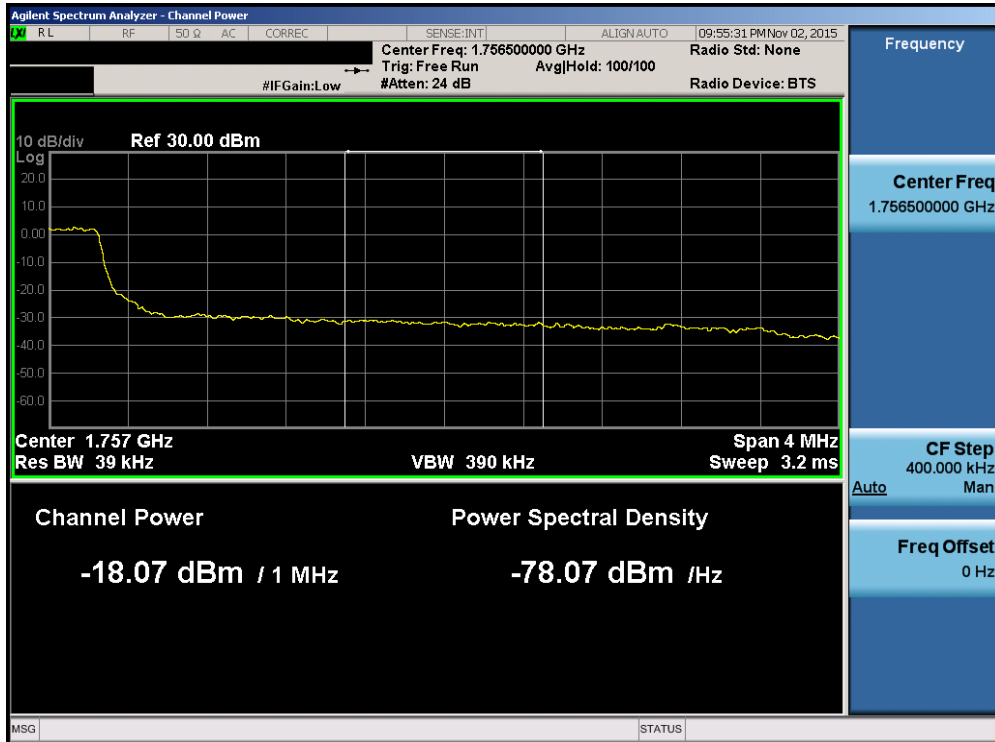 Agilent Spectrum Analyzer - Channel Power
LXI RL RF 50 Ω AC CORREC SENSE:INT ALIGN AUTO 09:55:31 PM Nov 02, 2015
Center Freq: 1.756500000 GHz Radio Std: None
Trig: Free Run Avg|Hold: 100/100
#IFGain:Low #Atten: 24 dB Radio Device: BTS
10 dB/div Ref 30.00 dBm
Log
20.0
10.0
0.00
-10.0
-20.0
-30.0
-40.0
-50.0
-60.0
Center 1.757 GHz Span 4 MHz
Res BW 39 kHz VBW 390 kHz Sweep 3.2 ms
Channel Power Power Spectral Density
-18.07 dBm / 1 MHz -78.07 dBm /Hz
Frequency
Center Freq
1.756500000 GHz
CF Step
400.000 kHz
Auto Man
Freq Offset
0 Hz
MSG STATUS